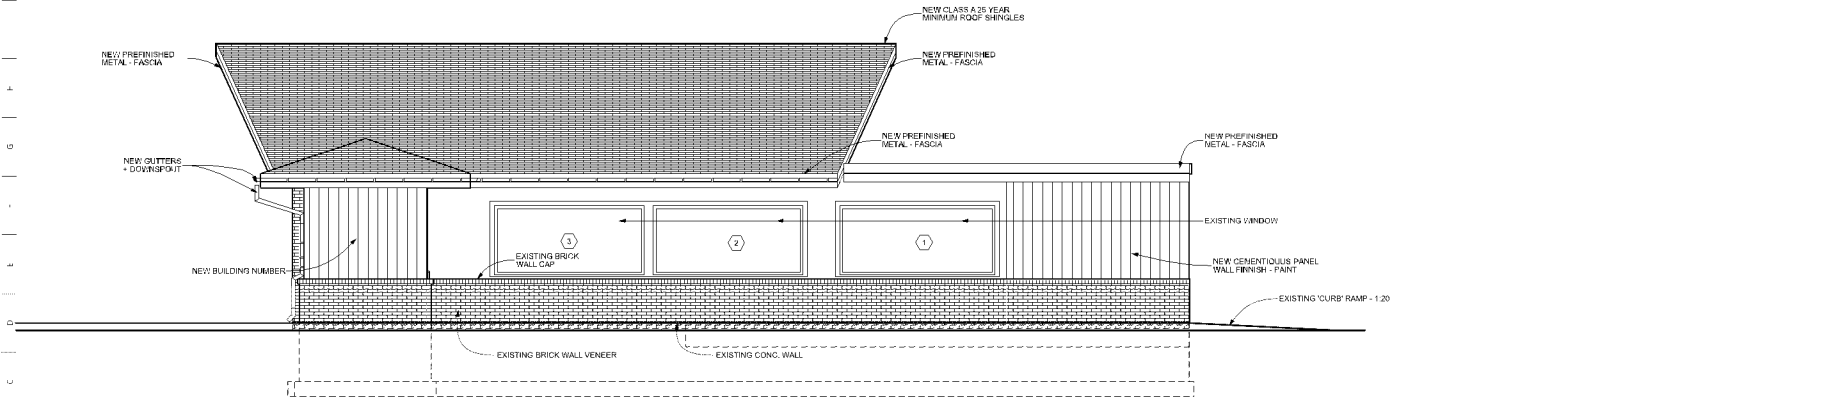 NEW CLASS A 25 YEAR
MINIMUM ROOF SHINGLES
NEW PREFINISHED
METAL - FASCIA
NEW PREFINISHED
METAL - FASCIA
NEW PREFINISHED
METAL - FASCIA
NEW PREFINISHED
METAL - FASCIA
NEW GUTTERS
+ DOWNSPOUT
EXISTING WINDOW
3
2
1
EXISTING BRICK
WALL CAP
NEW BUILDING NUMBER
NEW CEMENTIOUUS PANEL
WALL FINNISH - PAINT
EXISTING 'CURB' RAMP - 1:20
EXISTING BRICK WALL VENEER
EXISTING CONC. WALL
G
E
D
C